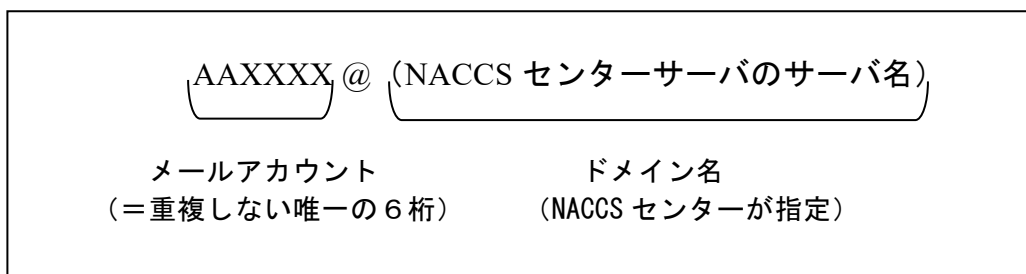 AAXXXX@(NACCS センターサーバのサーバ名)
メールアカウント ドメイン名
(=重複しない唯一の6桁) (NACCS センターが指定)